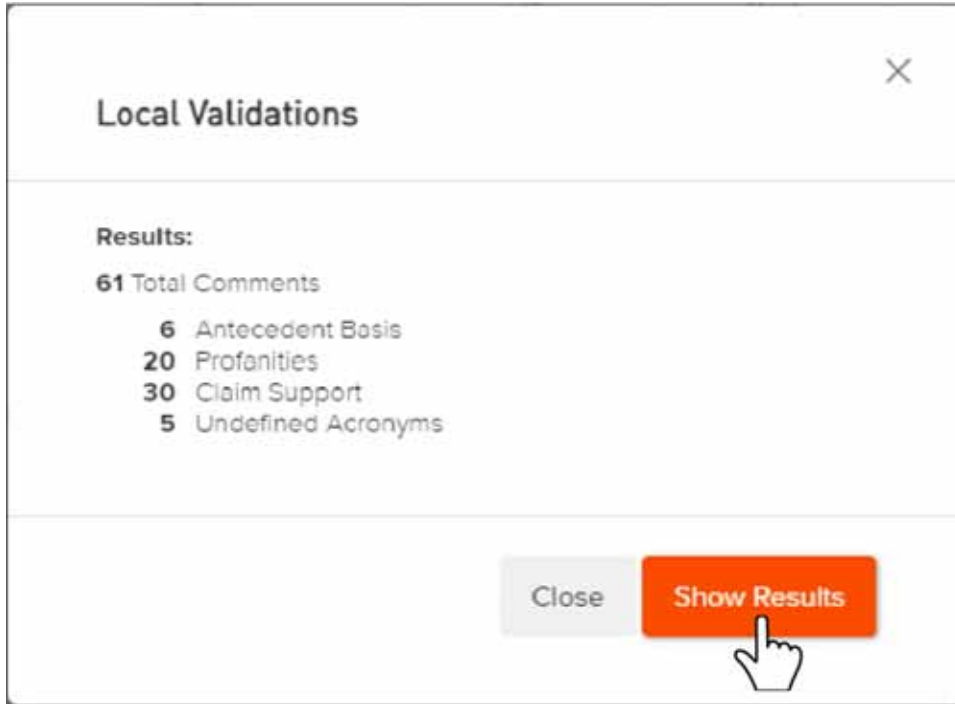 Local Validations
Results:
61 Total Comments
6 Antecedent Basis
20 Profanities
30 Claim Support
5 Undefined Acronyms
Close
Show Results